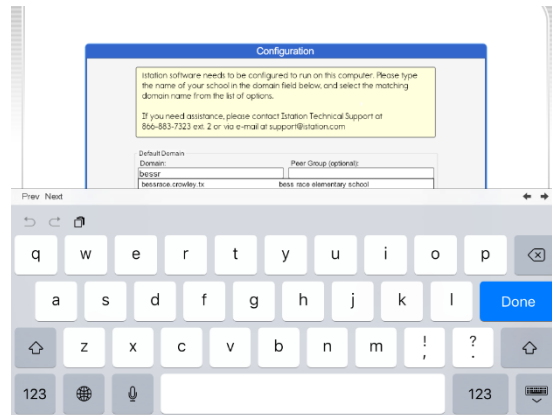 Configuration
Istation software needs to be configured to run on this computer. Please type
the name of your school in the domain field below, and select the matching
domain name from the list of options.
If you need assistance, please contact Istation Technical Support at
866-883-7323 ext. 2 or via e-mail at support@istation.com
Default Domain
Domain: Peer Group (optional):
bessr
bessrace.crowley.tx bess race elementary school
Prev Next
q w e r t y u i o p
a s d f g h j k l Done
z x c v b n m ! , ? .
123 123